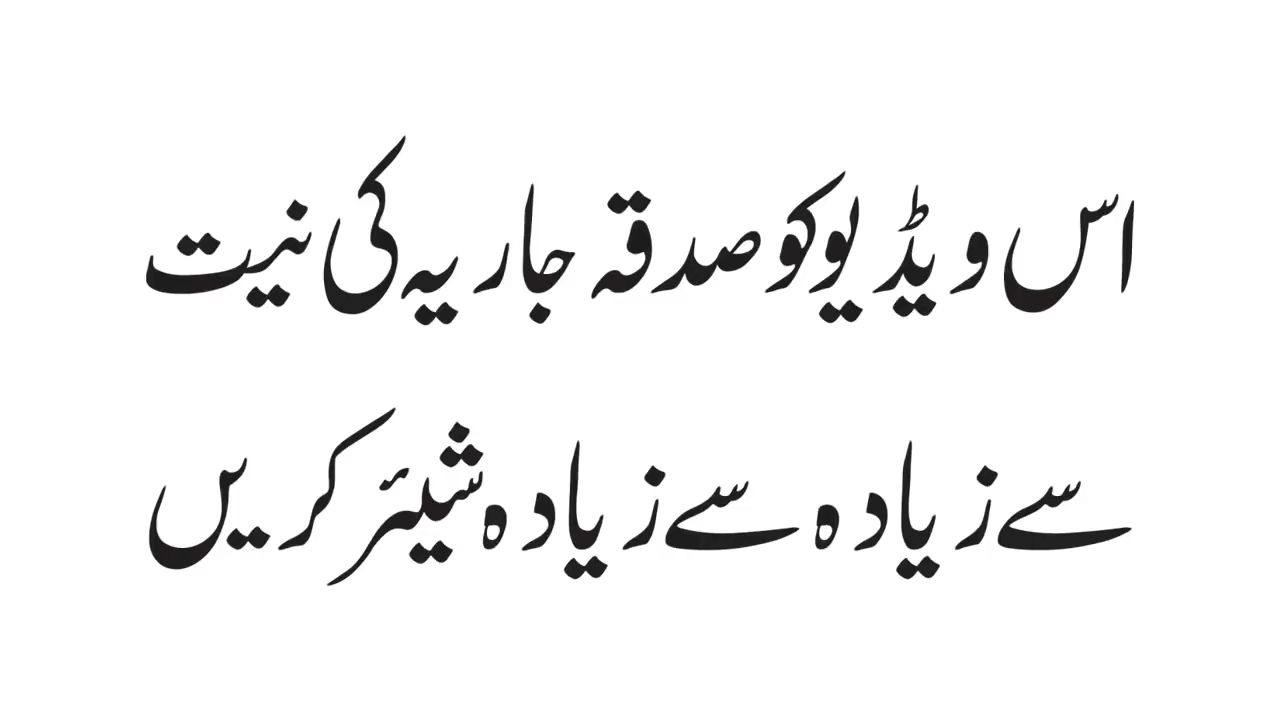 اس ویڈیو کو صدقہ جاریہ کی نیت
سے زیادہ سے زیادہ شیئر کریں